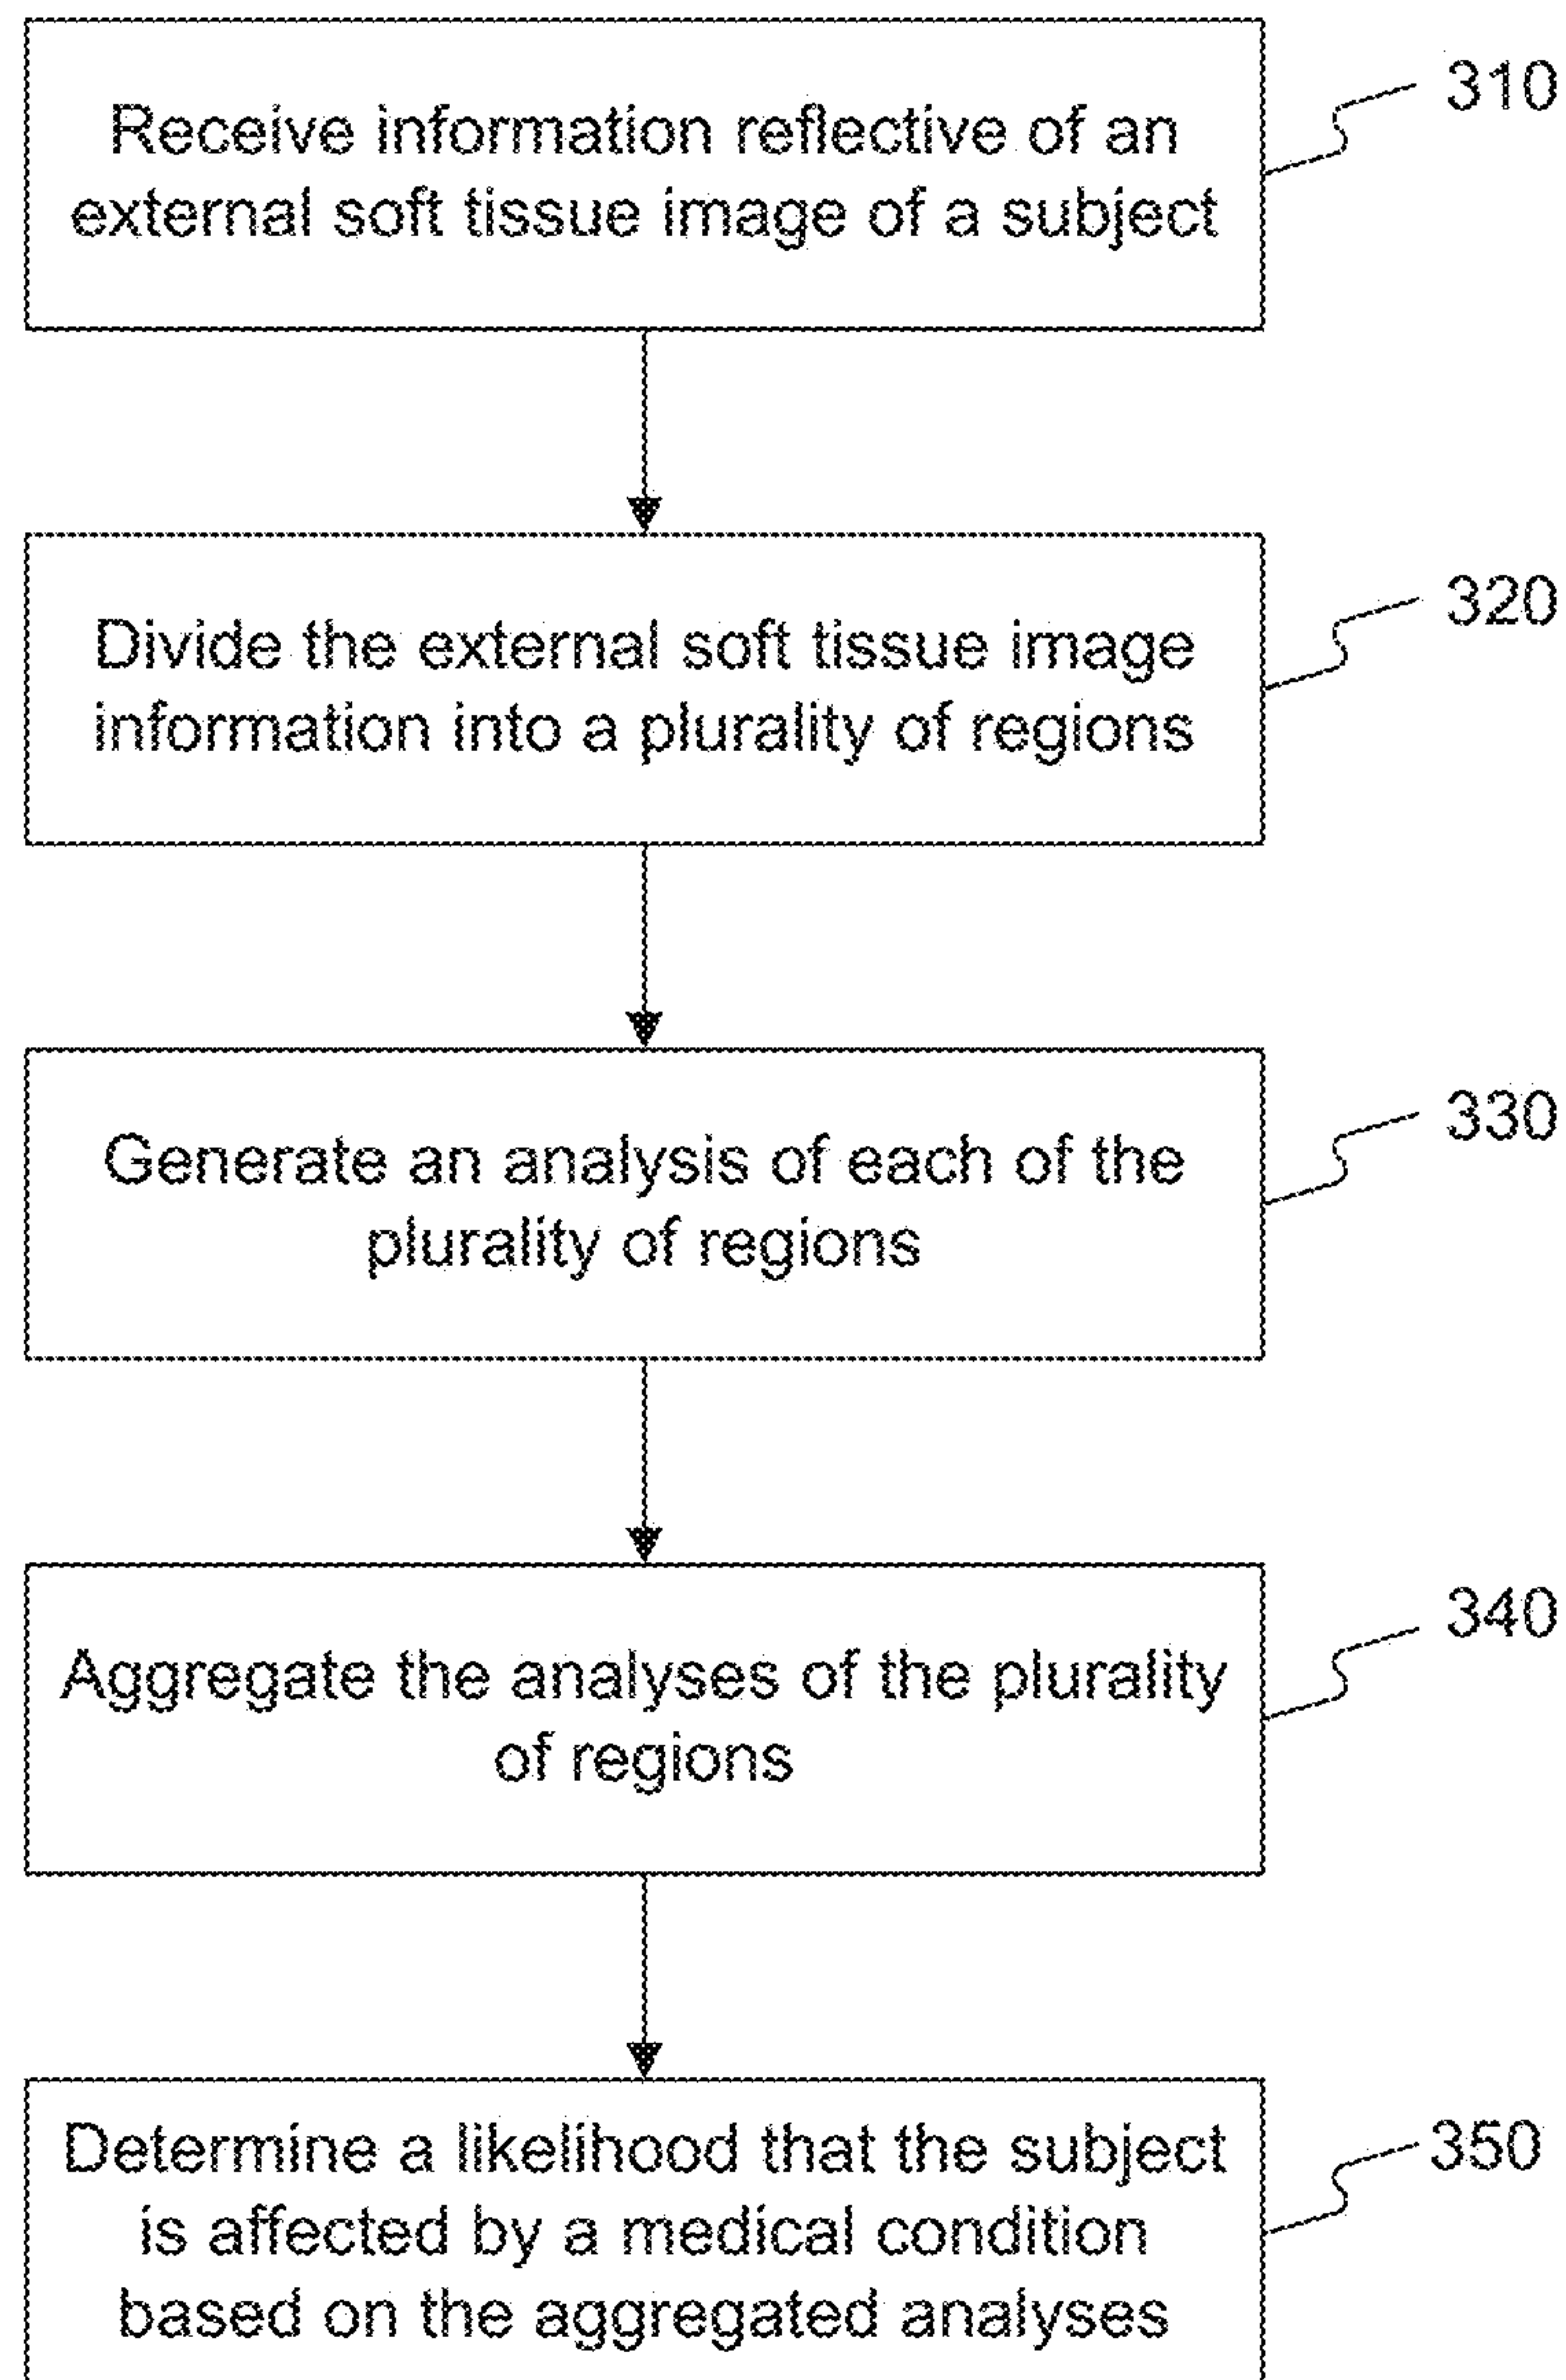 Receive information reflective of an
external soft tissue image of a subject
310
Divide the external soft tissue image
information into a plurality of regions
320
Generate an analysis of each of the
plurality of regions
330
Aggregate the analyses of the plurality
of regions
340
Determine a likelihood that the subject
is affected by a medical condition
based on the aggregated analyses
350